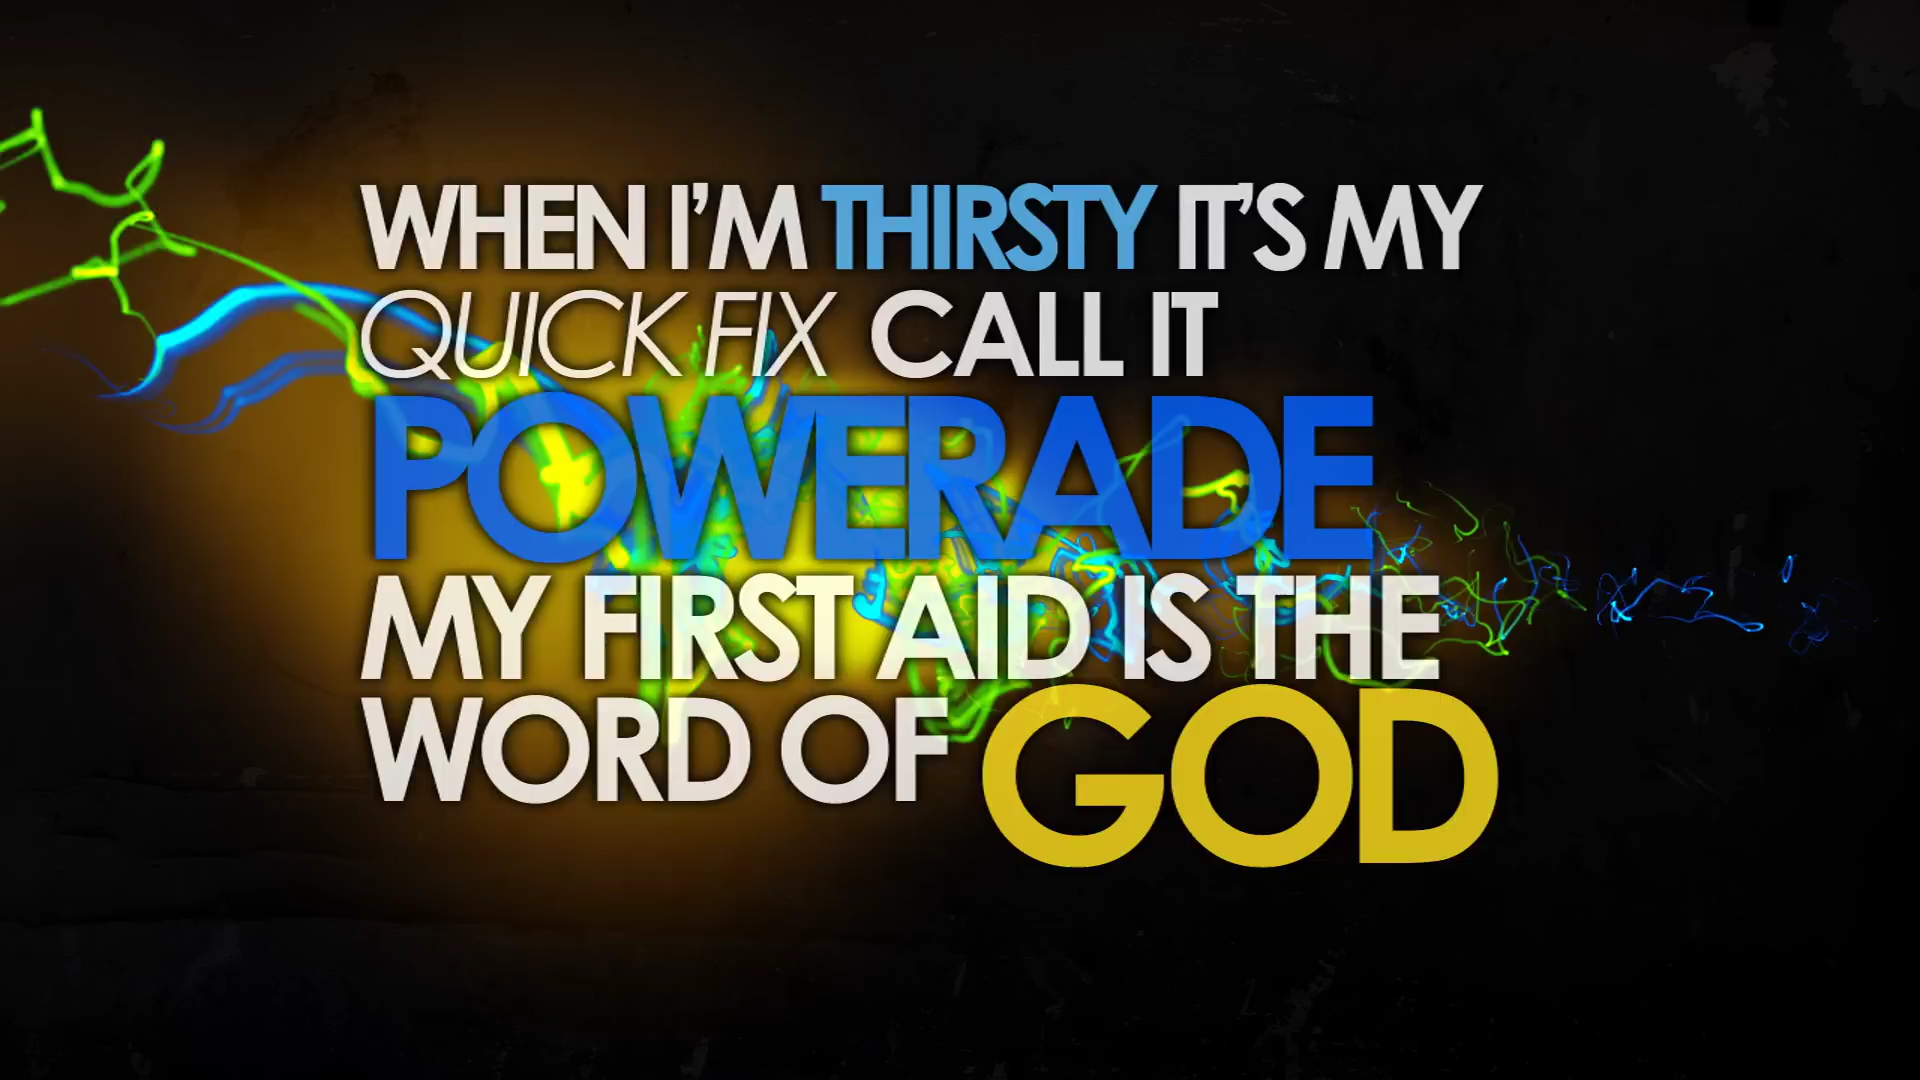 WHEN I'M THIRSTY IT'S MY
QUICK FIX CALL IT
POWERADE
MY FIRST AID IS THE
WORD OF GOD